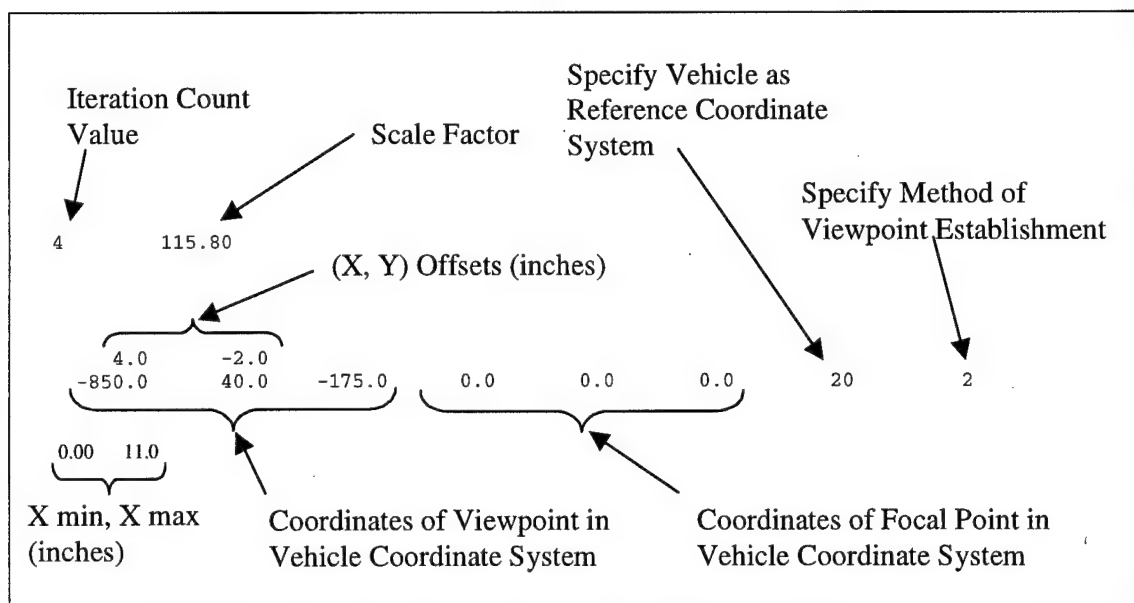 Iteration Count
Value
Scale Factor
Specify Vehicle as
Reference Coordinate
System
Specify Method of
Viewpoint Establishment
4 115.80
(X, Y) Offsets (inches)
4.0 -2.0
-850.0 40.0 -175.0 0.0 0.0 0.0 20 2
0.00 11.0
X min, X max
(inches)
Coordinates of Viewpoint in
Vehicle Coordinate System
Coordinates of Focal Point in
Vehicle Coordinate System